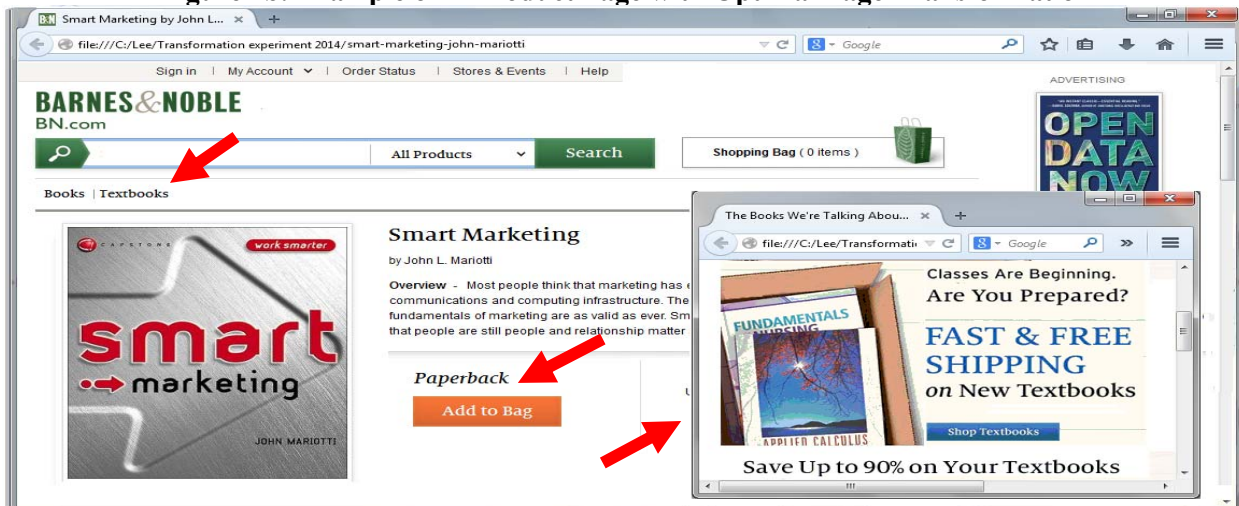 Smart Marketing by John L...
file:///C:/Lee/Transformation experiment 2014/smart-marketing-john-mariotti
Google
Sign in | My Account | Order Status | Stores & Events | Help
ADVERTISING
BARNES&NOBLE
BN.com
All Products
Search
Shopping Bag ( 0 items )
OPEN
DATA
NOW
Books | Textbooks
CAPSTONE
work smarter
smart
marketing
JOHN MARIOTTI
Smart Marketing
by John L. Mariotti
Overview - Most people think that marketing has
communications and computing infrastructure. The
fundamentals of marketing are as valid as ever. Sm
that people are still people and relationship matter
Paperback
Add to Bag
The Books We're Talking Abou...
file:///C:/Lee/Transformati
Google
FUNDAMENTALS
NURSING
APPLIED CALCULUS
Classes Are Beginning.
Are You Prepared?
FAST & FREE
SHIPPING
on New Textbooks
Shop Textbooks
Save Up to 90% on Your Textbooks